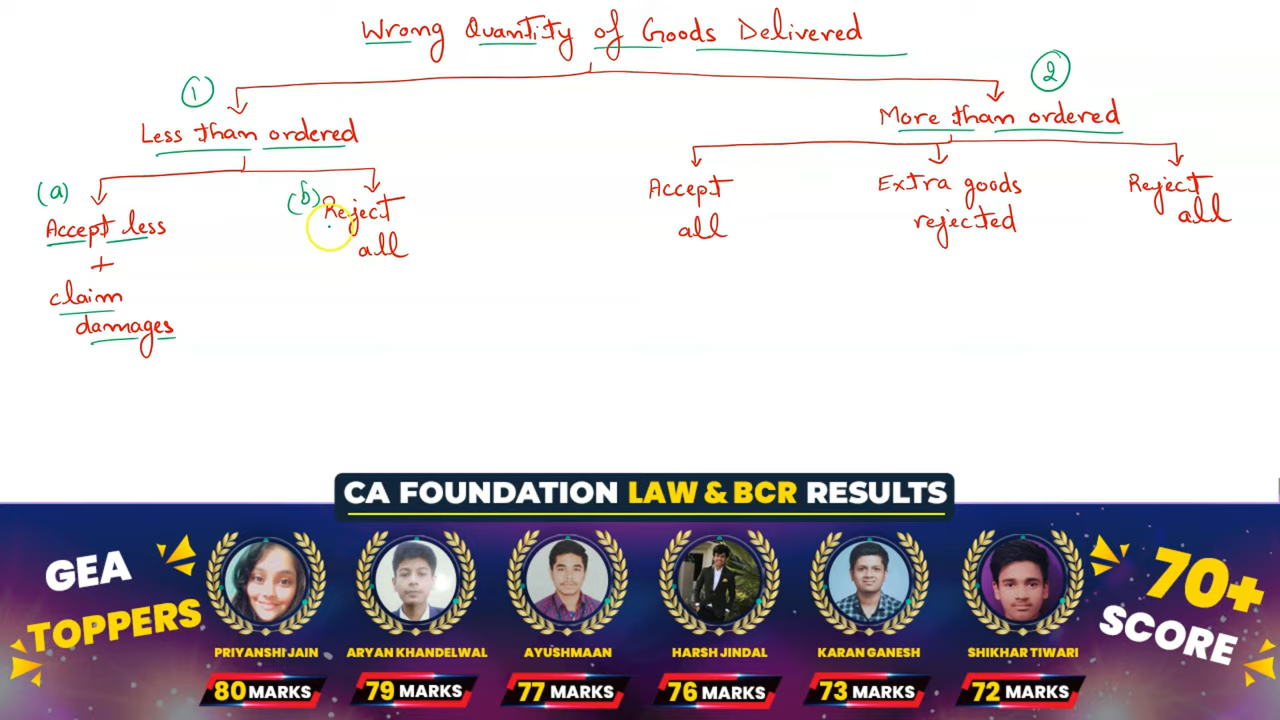 Wrong Quantity of Goods Delivered
1
2
Less than ordered
More than ordered
(a)
Accept less
+
claim
damages
(b)
Reject
all
Accept
all
Extra goods
rejected
Reject
all
CA FOUNDATION LAW & BCR RESULTS
GEA
TOPPERS
70+
SCORE
PRIYANSHI JAIN
80 MARKS
ARYAN KHANDELWAL
79 MARKS
AYUSHMAAN
77 MARKS
HARSH JINDAL
76 MARKS
KARAN GANESH
73 MARKS
SHIKHAR TIWARI
72 MARKS